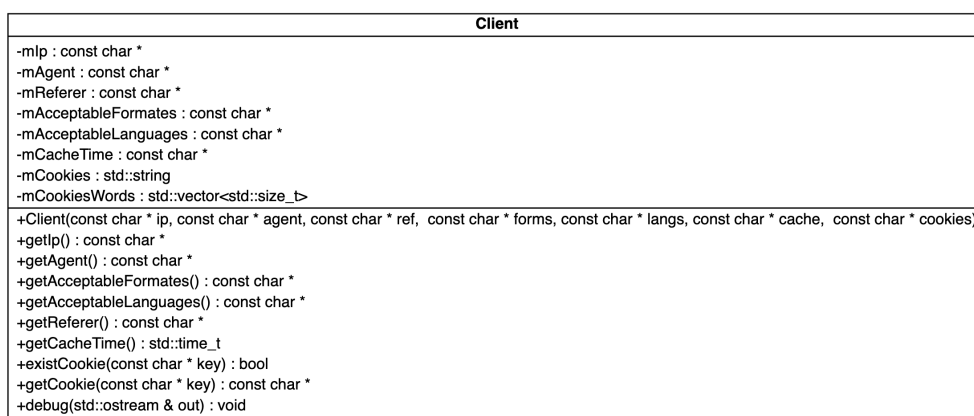 Client
-mIp : const char *
-mAgent : const char *
-mReferer : const char *
-mAcceptableFormates : const char *
-mAcceptableLanguages : const char *
-mCacheTime : const char *
-mCookies : std::string
-mCookiesWords : std::vector<std::size_t>
+Client(const char * ip, const char * agent, const char * ref, const char * forms, const char * langs, const char * cache, const char * cookies)
+getIp() : const char *
+getAgent() : const char *
+getAcceptableFormates() : const char *
+getAcceptableLanguages() : const char *
+getReferer() : const char *
+getCacheTime() : std::time_t
+existCookie(const char * key) : bool
+getCookie(const char * key) : const char *
+debug(std::ostream & out) : void